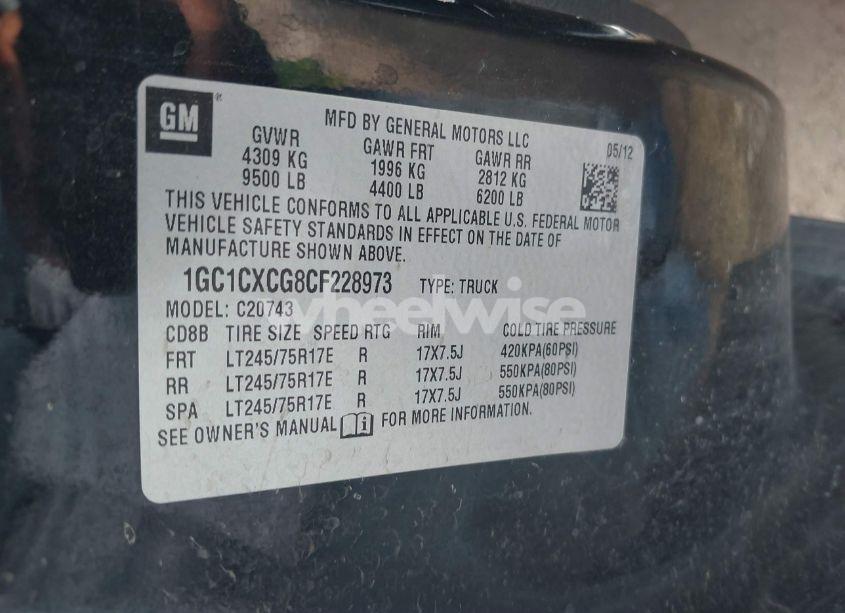 GM
MFD BY GENERAL MOTORS LLC
05/12
GVWR GAWR FRT GAWR RR
4309 KG 1996 KG 2812 KG
9500 LB 4400 LB 6200 LB
THIS VEHICLE CONFORMS TO ALL APPLICABLE U.S. FEDERAL MOTOR
VEHICLE SAFETY STANDARDS IN EFFECT ON THE DATE OF
MANUFACTURE SHOWN ABOVE.
1GC1CXCG8CF228973 TYPE: TRUCK
wheelwise
MODEL: C20743
CD8B TIRE SIZE SPEED RTG RIM COLD TIRE PRESSURE
FRT LT245/75R17E R 17X7.5J 420KPA(60PSI)
RR LT245/75R17E R 17X7.5J 550KPA(80PSI)
SPA LT245/75R17E R 17X7.5J 550KPA(80PSI)
SEE OWNER'S MANUAL i FOR MORE INFORMATION.